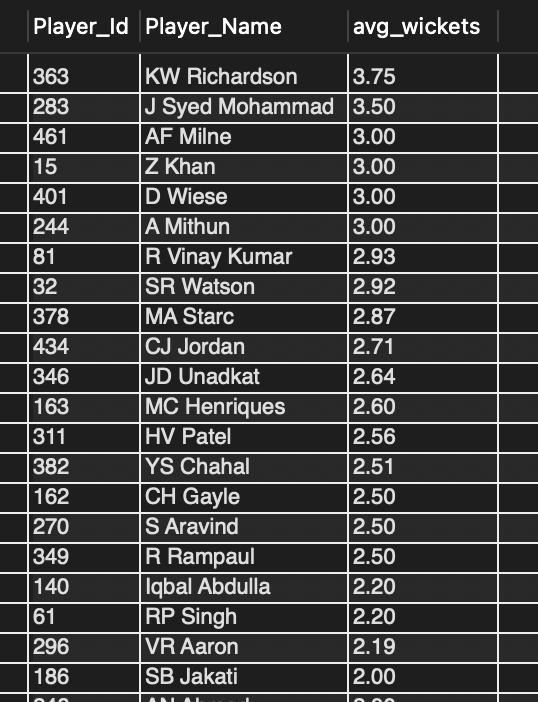 Player_Id Player_Name avg_wickets
363 KW Richardson 3.75
283 J Syed Mohammad 3.50
461 AF Milne 3.00
15 Z Khan 3.00
401 D Wiese 3.00
244 A Mithun 3.00
81 R Vinay Kumar 2.93
32 SR Watson 2.92
378 MA Starc 2.87
434 CJ Jordan 2.71
346 JD Unadkat 2.64
163 MC Henriques 2.60
311 HV Patel 2.56
382 YS Chahal 2.51
162 CH Gayle 2.50
270 S Aravind 2.50
349 R Rampaul 2.50
140 Iqbal Abdulla 2.20
61 RP Singh 2.20
296 VR Aaron 2.19
186 SB Jakati 2.00